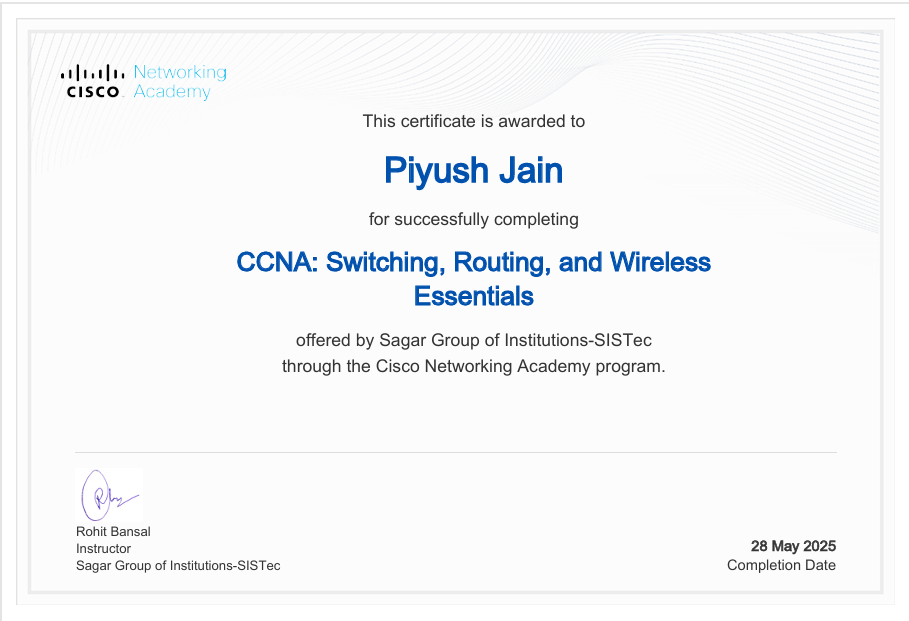 CISCO Networking
Academy
This certificate is awarded to
Piyush Jain
for successfully completing
CCNA: Switching, Routing, and Wireless
Essentials
offered by Sagar Group of Institutions-SISTec
through the Cisco Networking Academy program.
Rohit Bansal
Instructor
Sagar Group of Institutions-SISTec
28 May 2025
Completion Date